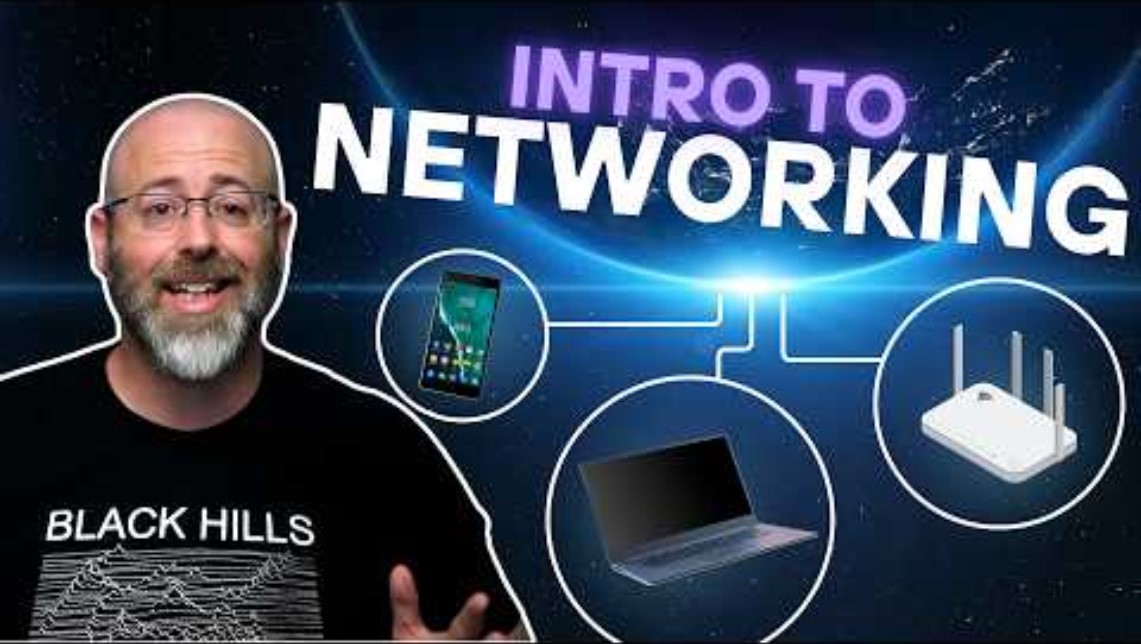 INTRO TO
NETWORKING
BLACK HILLS